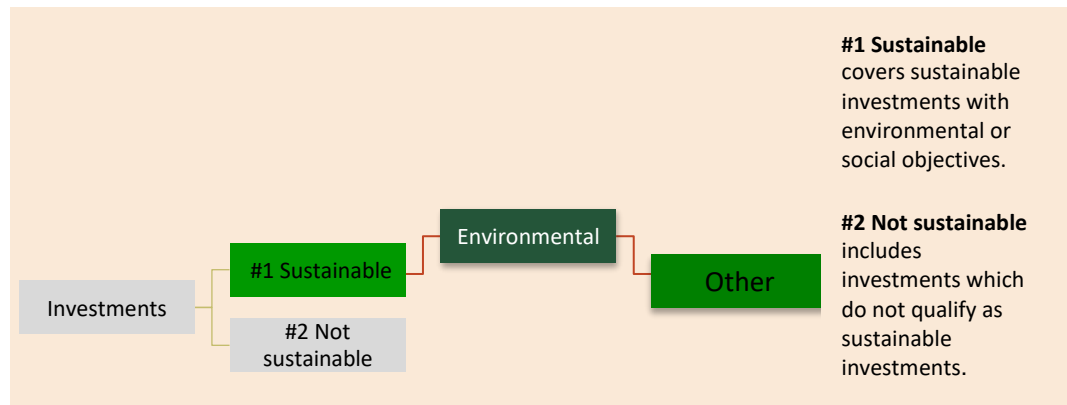 Investments
#1 Sustainable
#2 Not
sustainable
Environmental
Other
#1 Sustainable
covers sustainable
investments with
environmental or
social objectives.
#2 Not sustainable
includes
investments which
do not qualify as
sustainable
investments.